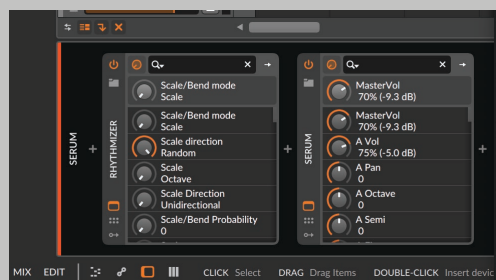 SERUM
RHYTHMIZER
Scale/Bend mode
Scale
Scale/Bend mode
Scale
Scale direction
Random
Scale
Octave
Scale Direction
Unidirectional
Scale/Bend Probability
0
SERUM
MasterVol
70% (-9.3 dB)
MasterVol
70% (-9.3 dB)
A Vol
75% (-5.0 dB)
A Pan
0
A Octave
0
A Semi
0
MIX EDIT CLICK Select DRAG Drag Items DOUBLE-CLICK Insert devic